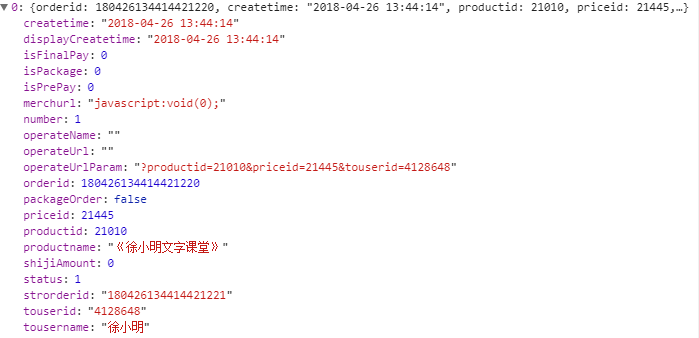 0: {orderid: 180426134414421220, createtime: "2018-04-26 13:44:14", productid: 21010, priceid: 21445,…}
createtime: "2018-04-26 13:44:14"
displayCreatetime: "2018-04-26 13:44:14"
isFinalPay: 0
isPackage: 0
isPrePay: 0
merchurl: "javascript:void(0);"
number: 1
operateName: ""
operateUrl: ""
operateUrlParam: "?productid=21010&priceid=21445&touserid=4128648"
orderid: 180426134414421220
packageOrder: false
priceid: 21445
productid: 21010
productname: "《徐小明文字课堂》"
shijiAmount: 0
status: 1
strorderid: "180426134414421221"
touserid: "4128648"
tousername: "徐小明"